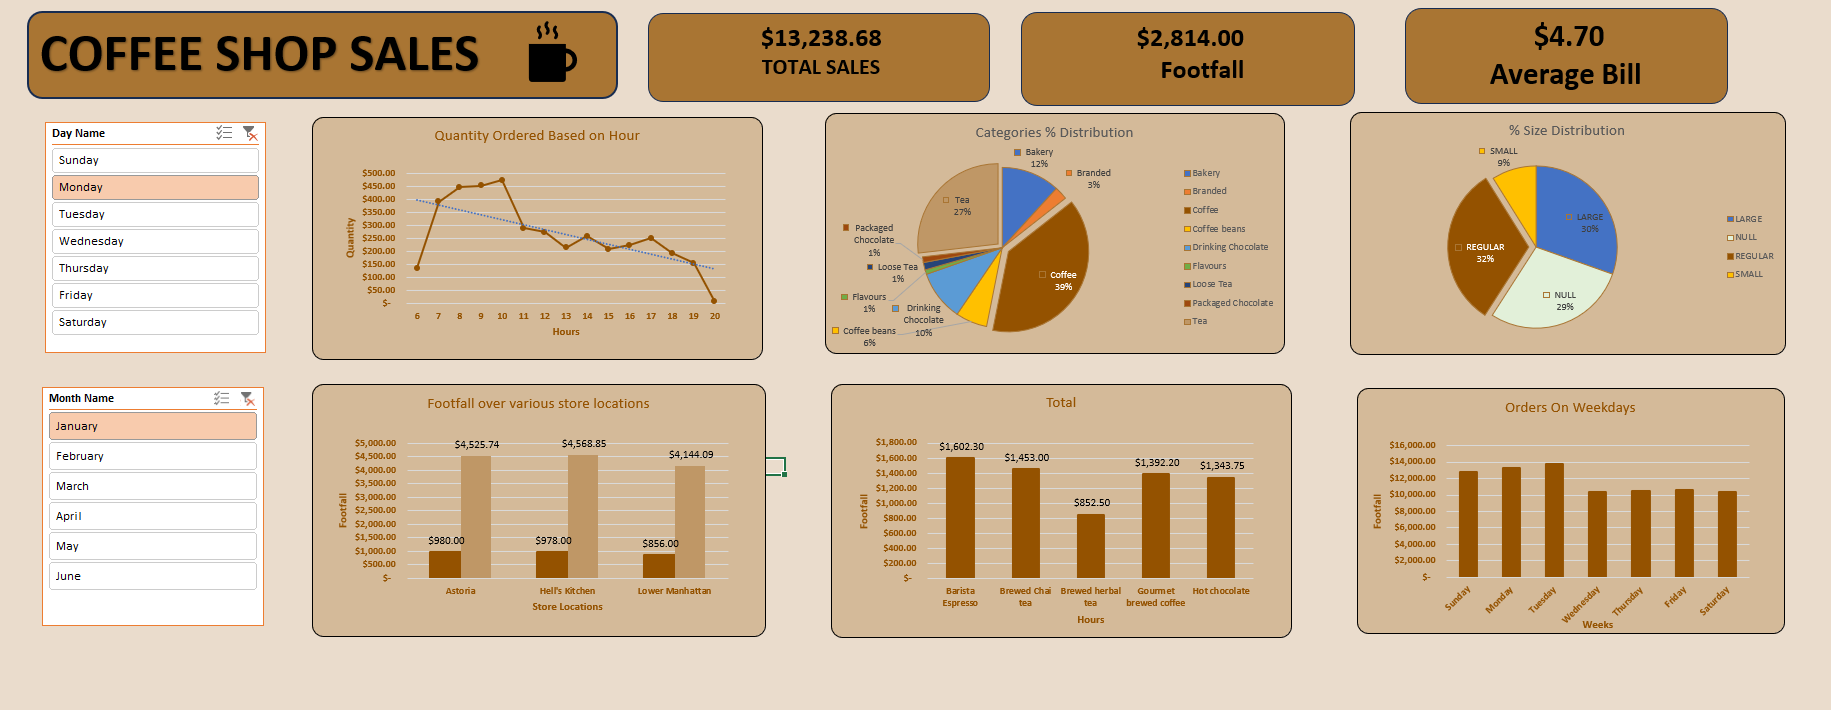 COFFEE SHOP SALES
$13,238.68
TOTAL SALES
$2,814.00
Footfall
$4.70
Average Bill
Day Name
Sunday
Monday
Tuesday
Wednesday
Thursday
Friday
Saturday
Quantity Ordered Based on Hour
$500.00
$450.00
$400.00
$350.00
$300.00
$250.00
$200.00
$150.00
$100.00
$50.00
$-
Quantity
6 7 8 9 10 11 12 13 14 15 16 17 18 19 20
Hours
Categories % Distribution
Bakery
12%
Branded
3%
Coffee
39%
Coffee beans
6%
Drinking
Chocolate
10%
Flavours
1%
Loose Tea
1%
Packaged
Chocolate
1%
Tea
27%
Bakery
Branded
Coffee
Coffee beans
Drinking Chocolate
Flavours
Loose Tea
Packaged Chocolate
Tea
% Size Distribution
SMALL
9%
LARGE
30%
REGULAR
32%
NULL
29%
LARGE
NULL
REGULAR
SMALL
Month Name
January
February
March
April
May
June
Footfall over various store locations
$5,000.00
$4,500.00
$4,000.00
$3,500.00
$3,000.00
$2,500.00
$2,000.00
$1,500.00
$1,000.00
$500.00
$-
Footfall
$4,525.74
$4,568.85
$4,144.09
$980.00
$978.00
$856.00
Astoria
Hell's Kitchen
Lower Manhattan
Store Locations
Total
$1,800.00
$1,600.00
$1,400.00
$1,200.00
$1,000.00
$800.00
$600.00
$400.00
$200.00
$-
Footfall
$1,602.30
$1,453.00
$852.50
$1,392.20
$1,343.75
Barista
Espresso
Brewed Chai
tea
Brewed herbal
tea
Gourmet
brewed coffee
Hot chocolate
Hours
Orders On Weekdays
$16,000.00
$14,000.00
$12,000.00
$10,000.00
$8,000.00
$6,000.00
$4,000.00
$2,000.00
$-
Footfall
Sunday
Monday
Tuesday
Wednesday
Thursday
Friday
Saturday
Weeks